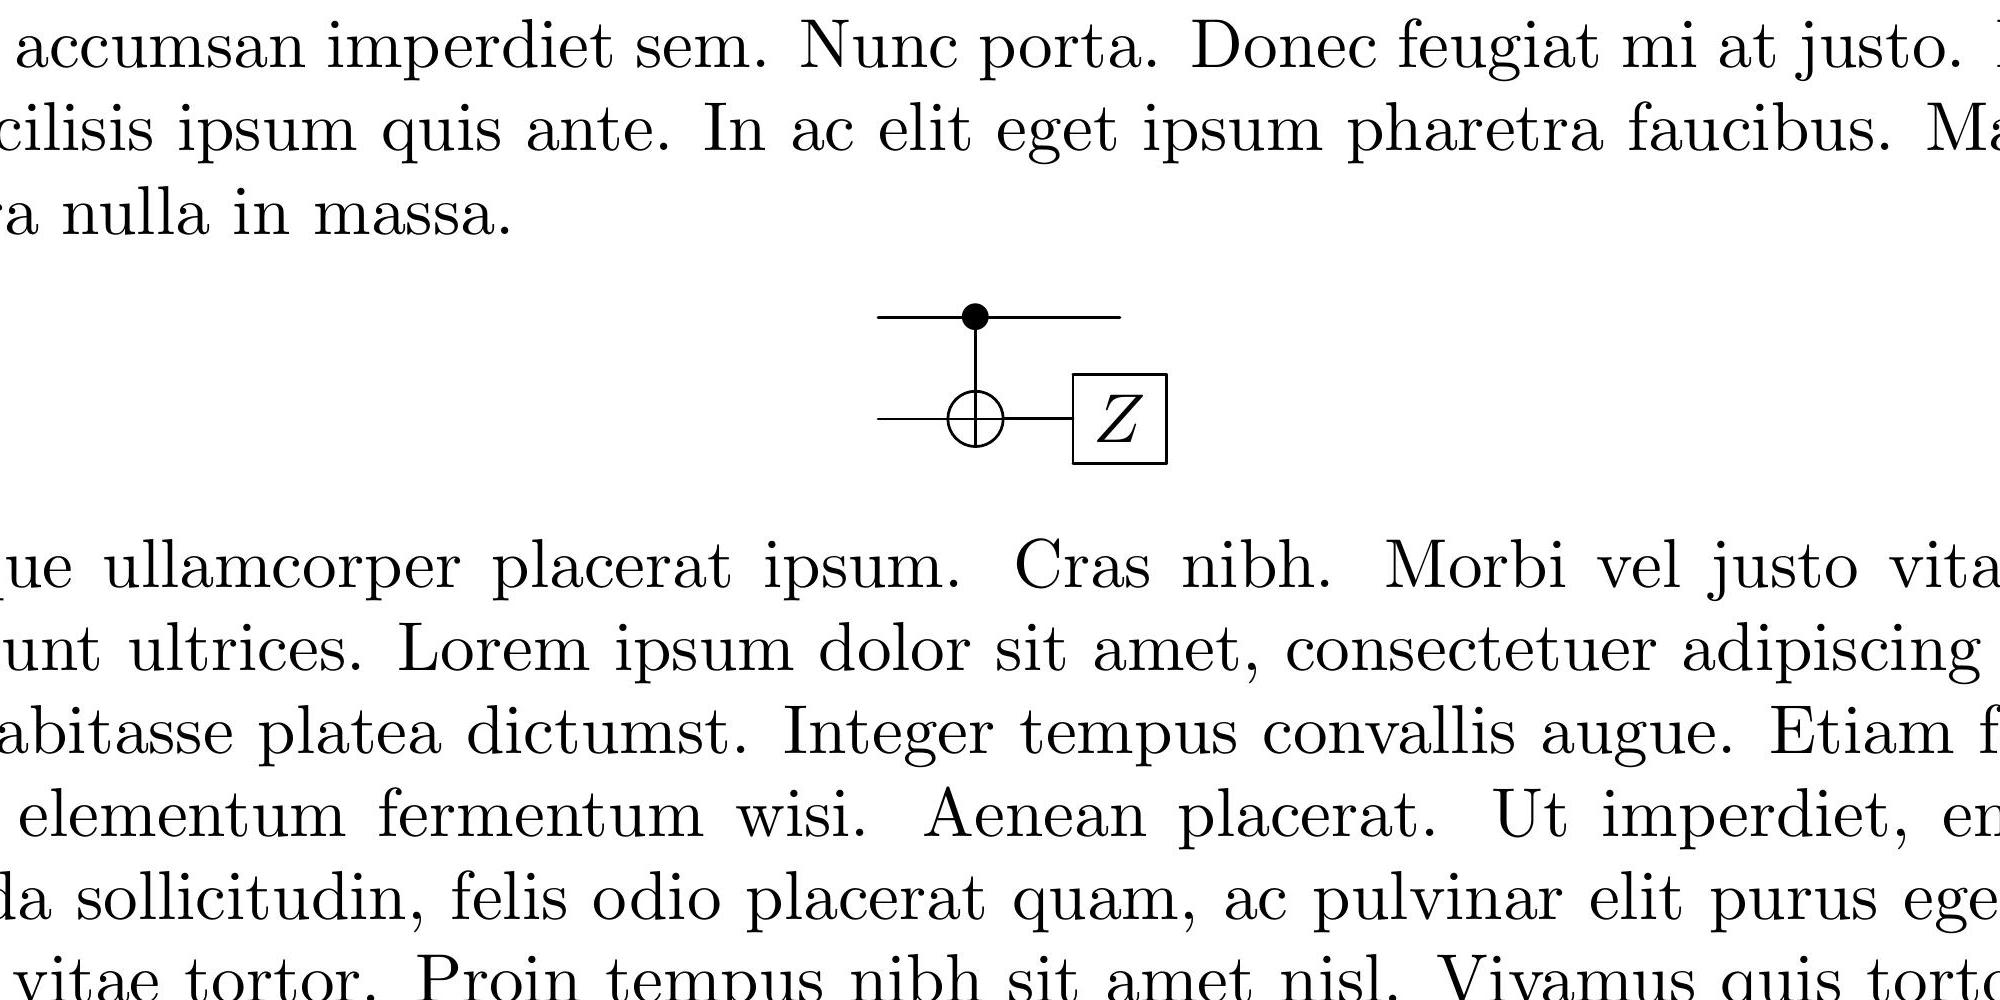 accumsan imperdiet sem. Nunc porta. Donec feugiat mi at justo.
cilisis ipsum quis ante. In ac elit eget ipsum pharetra faucibus. Ma
a nulla in massa.
Z
ue ullamcorper placerat ipsum. Cras nibh. Morbi vel justo vita
unt ultrices. Lorem ipsum dolor sit amet, consectetuer adipiscing
abitasse platea dictumst. Integer tempus convallis augue. Etiam f
elementum fermentum wisi. Aenean placerat. Ut imperdiet, en
da sollicitudin, felis odio placerat quam, ac pulvinar elit purus ege
vitae tortor. Proin tempus nibh sit amet nisl. Vivamus quis torto